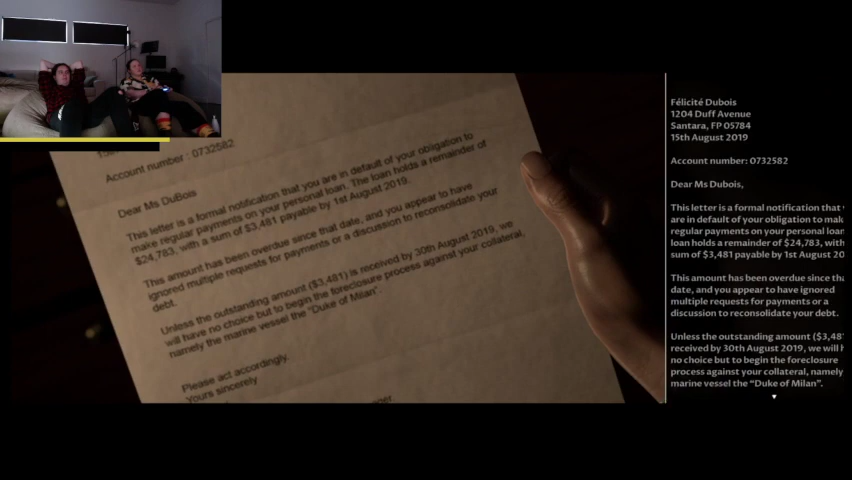 Account number : 0732582
Dear Ms DuBois
This letter is a formal notification that you are in default of your obligation to
make regular payments on your personal loan. The loan holds a remainder of
$24,783, with a sum of $3,481 payable by 1st August 2019.
This amount has been overdue since that date, and you appear to have
ignored multiple requests for payments or a discussion to reconsolidate your
debt.
Unless the outstanding amount ($3,481) is received by 30th August 2019, we
will have no choice but to begin the foreclosure process against your collateral,
namely the marine vessel the "Duke of Milan".
Please act accordingly.
Yours sincerely
Félicité Dubois
1204 Duff Avenue
Santara, FP 05784
15th August 2019
Account number: 0732582
Dear Ms Dubois,
This letter is a formal notification that
are in default of your obligation to mak
regular payments on your personal loan
loan holds a remainder of $24,783, with
sum of $3,481 payable by 1st August 20
This amount has been overdue since tha
date, and you appear to have ignored
multiple requests for payments or a
discussion to reconsolidate your debt.
Unless the outstanding amount ($3,48
received by 30th August 2019, we will h
no choice but to begin the foreclosure
process against your collateral, namely
marine vessel the “Duke of Milan”.